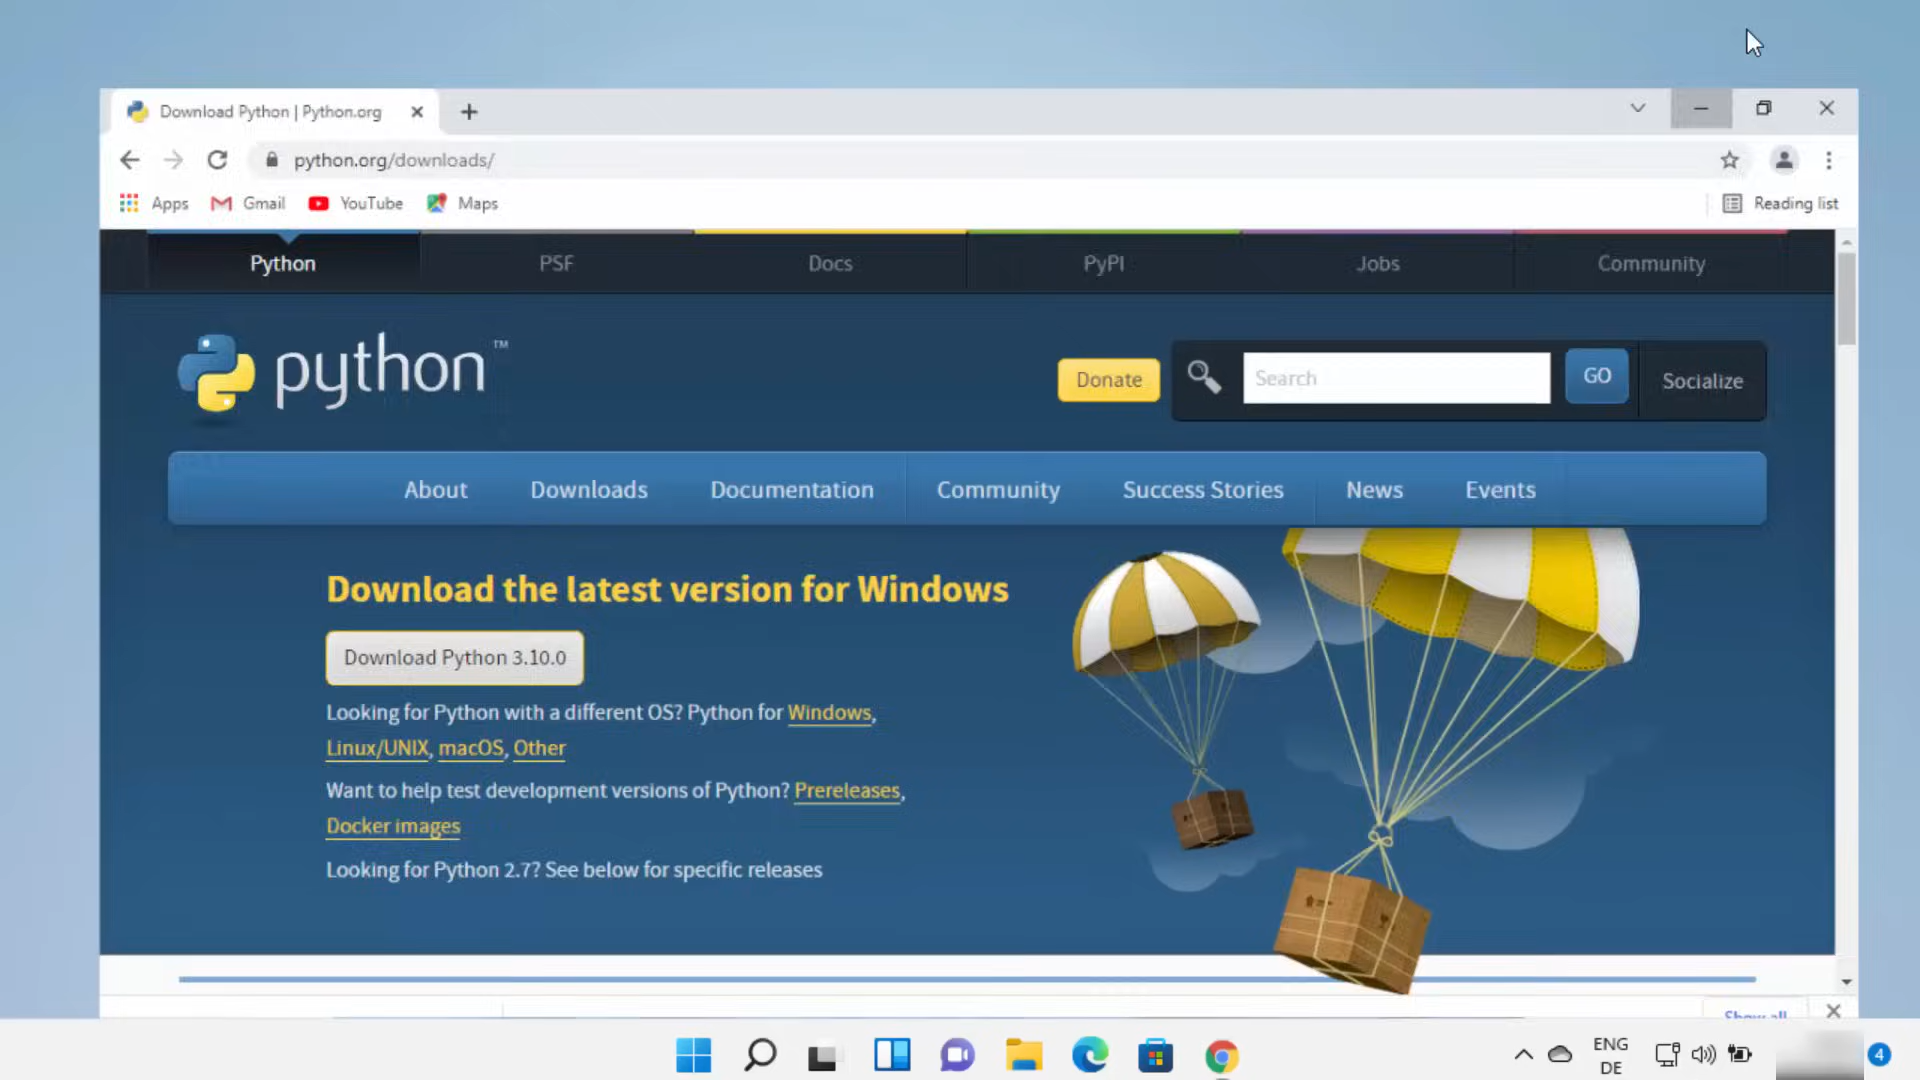 Download Python | Python.org
python.org/downloads/
Apps Gmail YouTube Maps Reading list
Python PSF Docs PyPI Jobs Community
python™
Donate Search GO Socialize
About Downloads Documentation Community Success Stories News Events
Download the latest version for Windows
Download Python 3.10.0
Looking for Python with a different OS? Python for Windows,
Linux/UNIX, macOS, Other
Want to help test development versions of Python? Prereleases,
Docker images
Looking for Python 2.7? See below for specific releases
Show all
ENG
DE
4